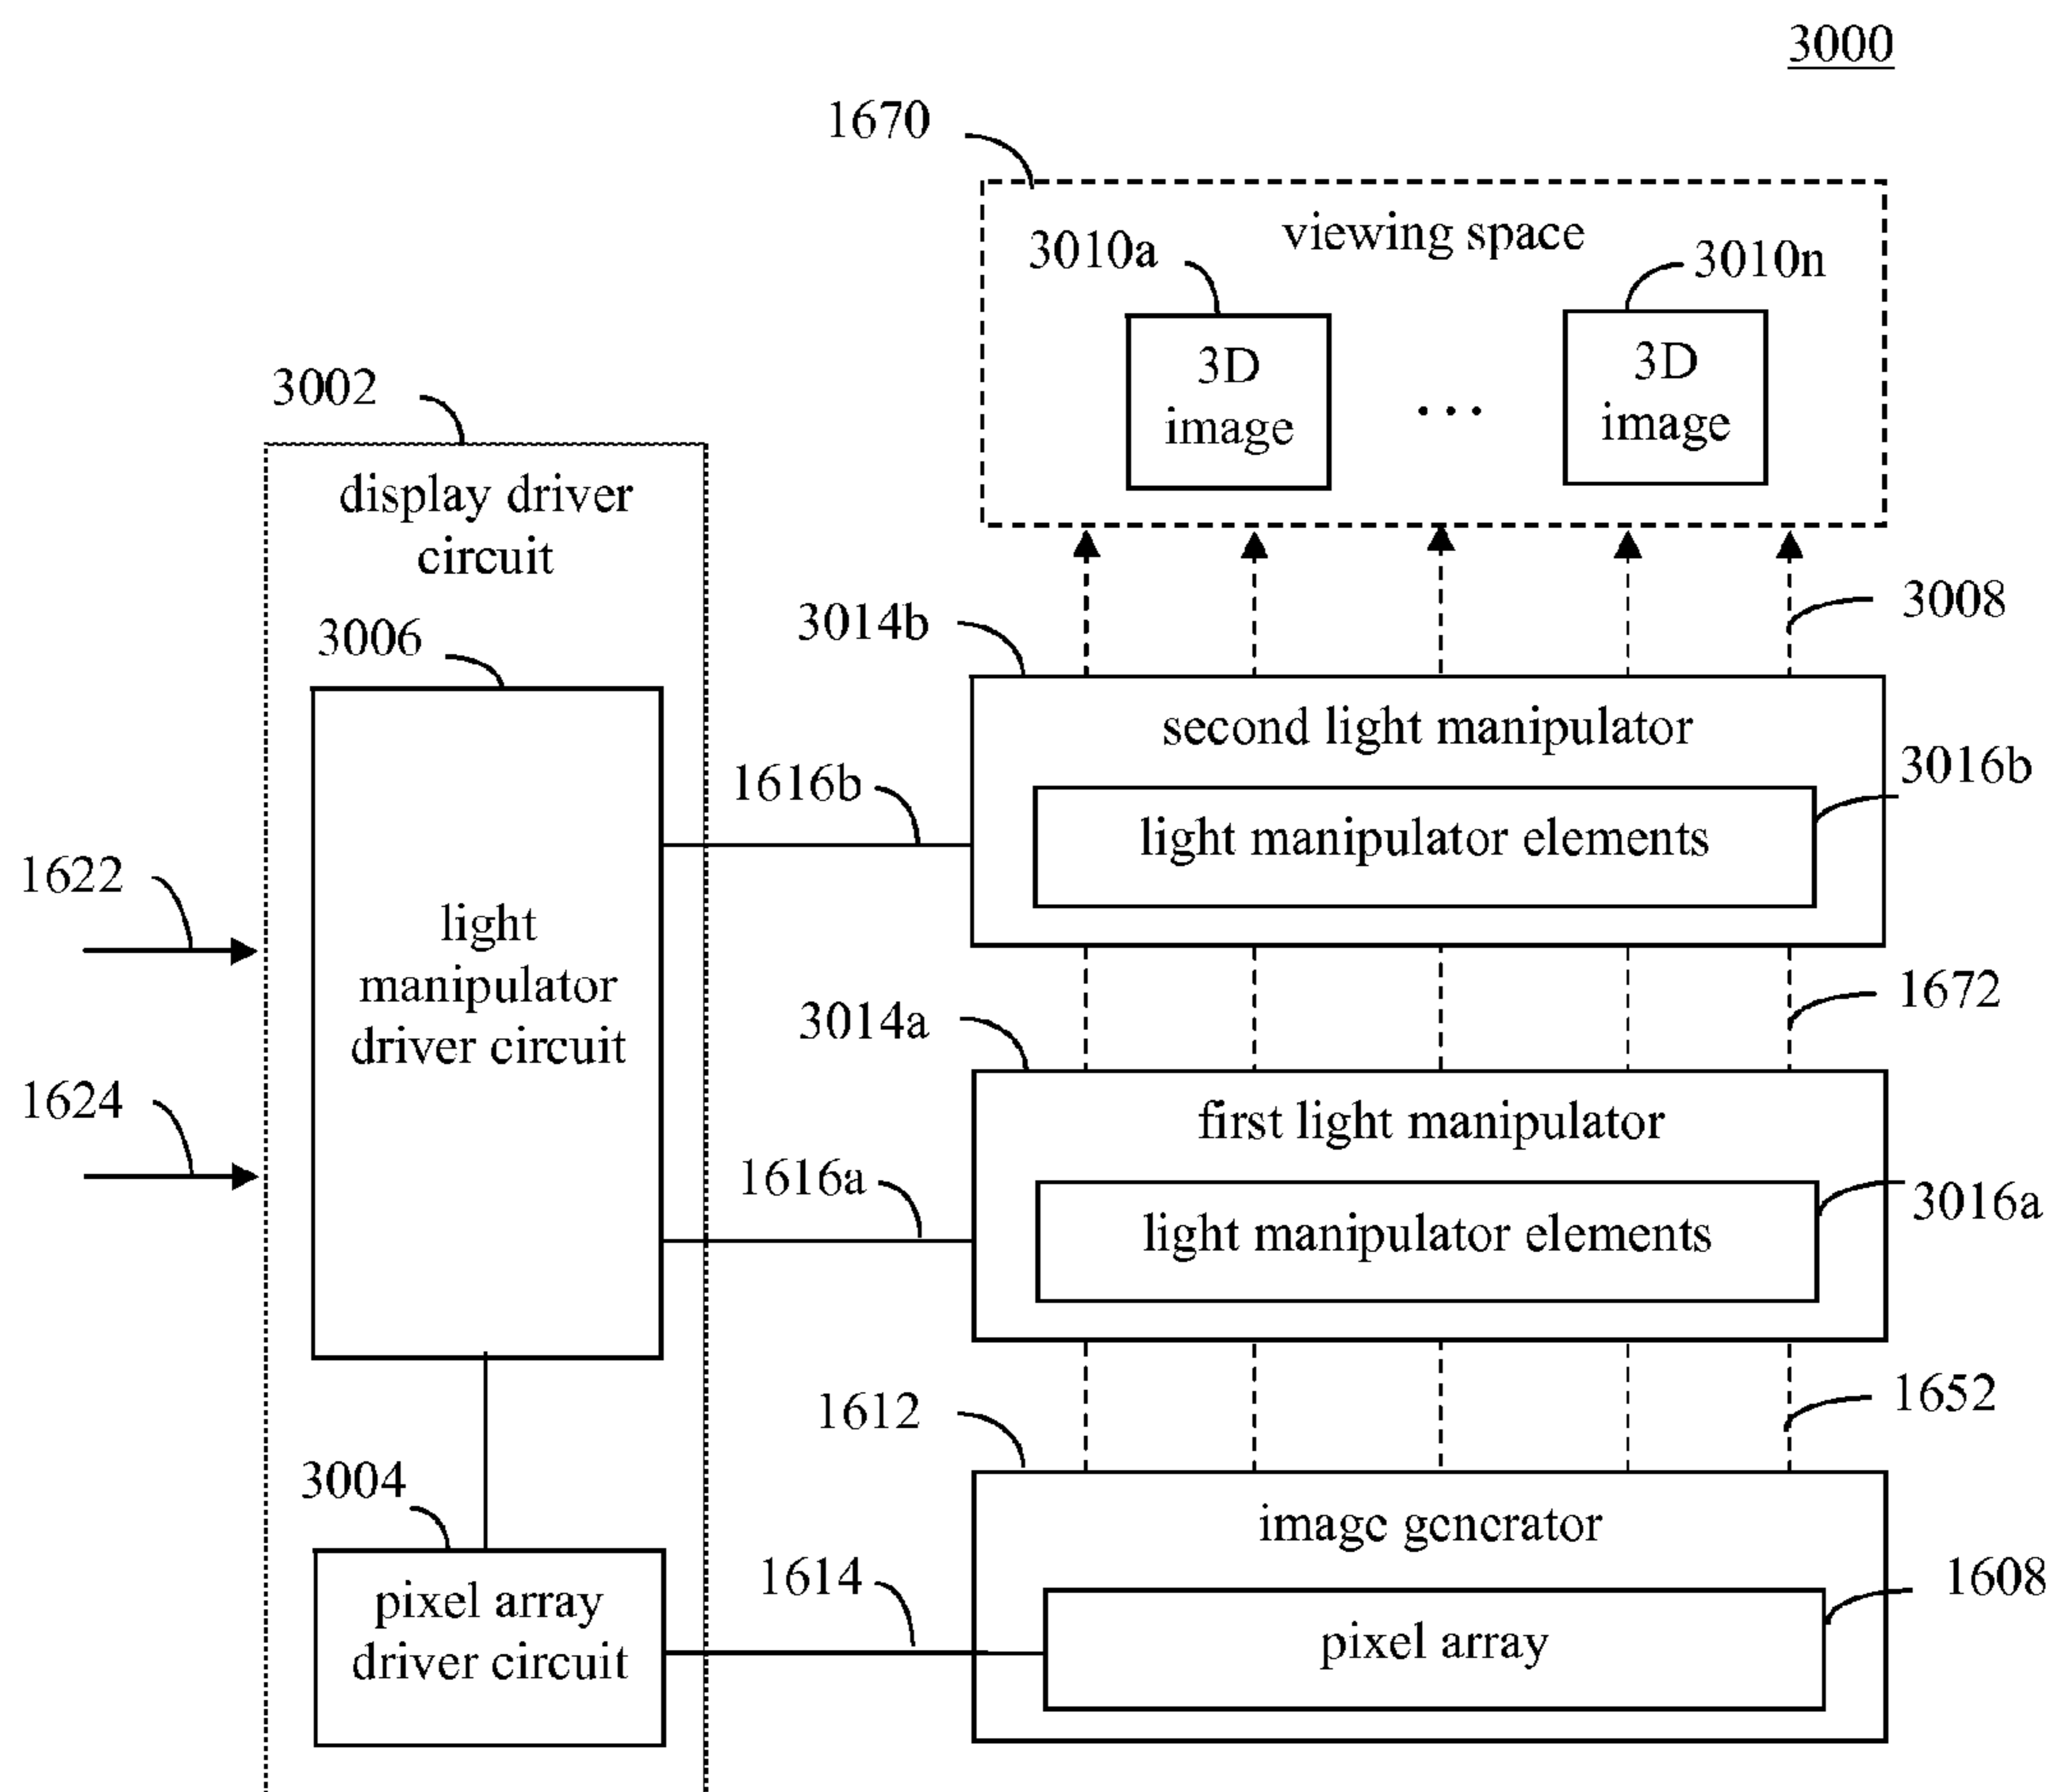 3000
1670
viewing space
3010a
3010n
3D
image
...
3D
image
3002
display driver
circuit
3008
3014b
3006
second light manipulator
3016b
1616b
light manipulator elements
1622
light
manipulator
driver circuit
1672
3014a
1624
first light manipulator
1616a
3016a
light manipulator elements
1652
1612
3004
image generator
1614
1608
pixel array
driver circuit
pixel array